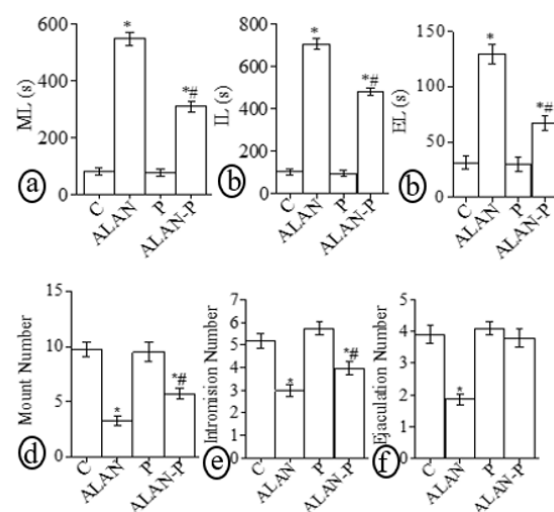 ML (s)
600
400
200
0
*
*#
C
ALAN
P
ALAN-P
a
IL (s)
800
600
400
200
0
*
*#
C
ALAN
P
ALAN-P
b
EL (s)
150
100
50
0
*
*#
C
ALAN
P
ALAN-P
b
Mount Number
15
10
5
0
*
*#
C
ALAN
P
ALAN-P
d
Intromision Number
7
6
5
4
3
2
1
0
*
*#
C
ALAN
P
ALAN-P
e
Ejaculation Number
5
4
3
2
1
0
*
C
ALAN
P
ALAN-P
f